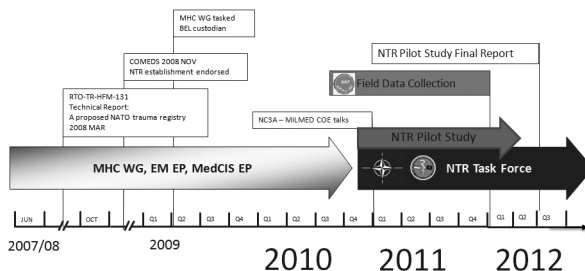 MHC WG tasked
BEL custodian
COMEDS 2008 NOV
NTR establishment endorsed
NTR Pilot Study Final Report
RTO-TR-HFM-131
Technical Report:
A proposed NATO trauma registry
2008 MAR
Field Data Collection
NC3A – MILMED COE talks
NTR Pilot Study
MHC WG, EM EP, MedCIS EP
NTR Task Force
JUN OCT Q1 Q1 Q2 Q3 Q4 Q1 Q2 Q3 Q4 Q1 Q2 Q3 Q4 Q1 Q2 Q3
2007/08 2009 2010 2011 2012